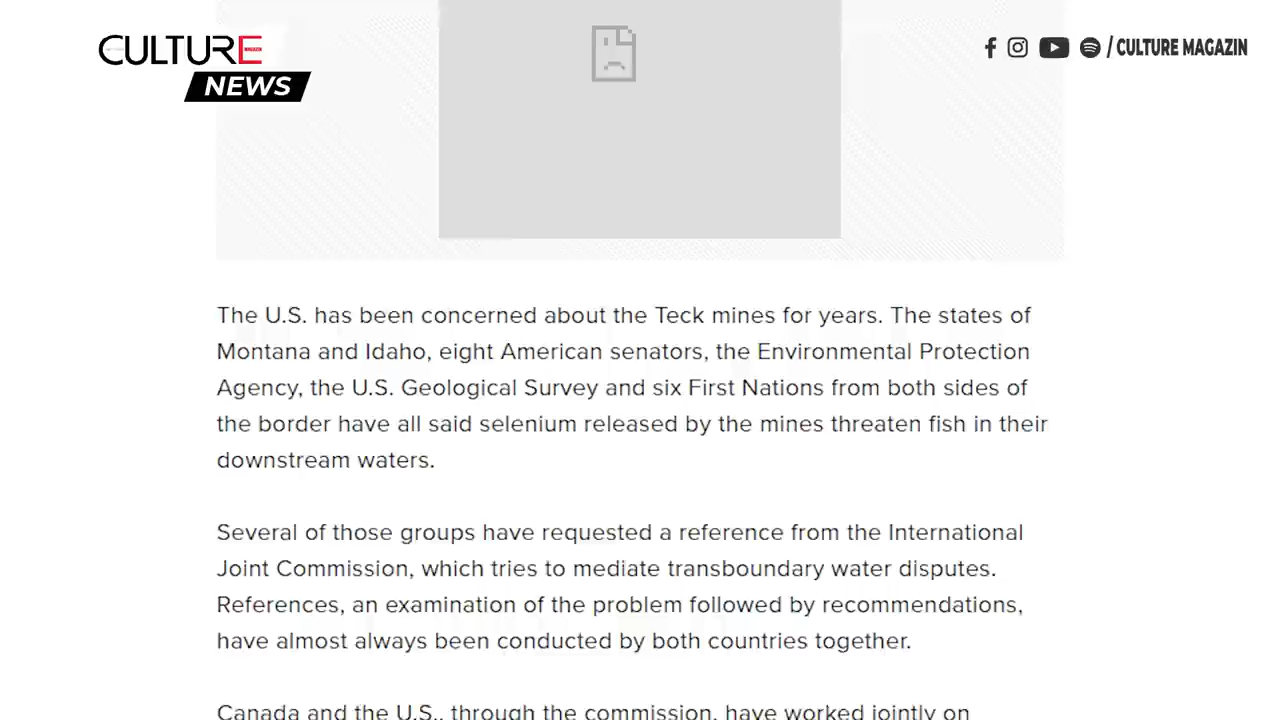 CULTURE
NEWS
/ CULTURE MAGAZIN
The U.S. has been concerned about the Teck mines for years. The states of
Montana and Idaho, eight American senators, the Environmental Protection
Agency, the U.S. Geological Survey and six First Nations from both sides of
the border have all said selenium released by the mines threaten fish in their
downstream waters.
Several of those groups have requested a reference from the International
Joint Commission, which tries to mediate transboundary water disputes.
References, an examination of the problem followed by recommendations,
have almost always been conducted by both countries together.
Canada and the U.S., through the commission, have worked jointly on